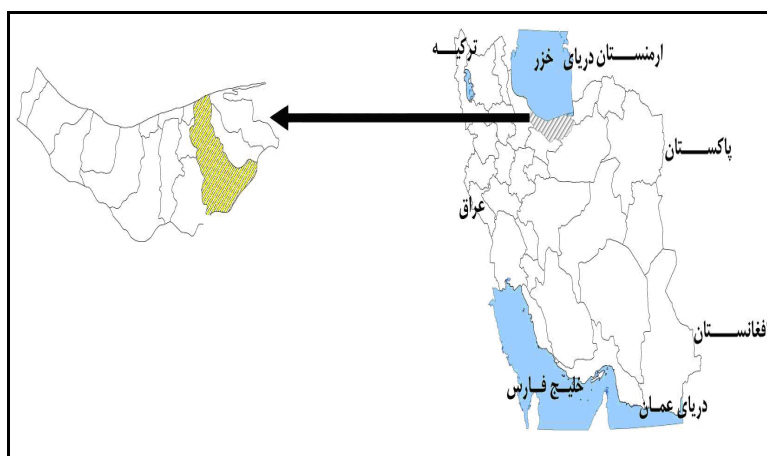 ترکیه
ارمنستان
دریای خزر
پاکستان
عراق
افغانستان
خلیج فارس
دریای عمان